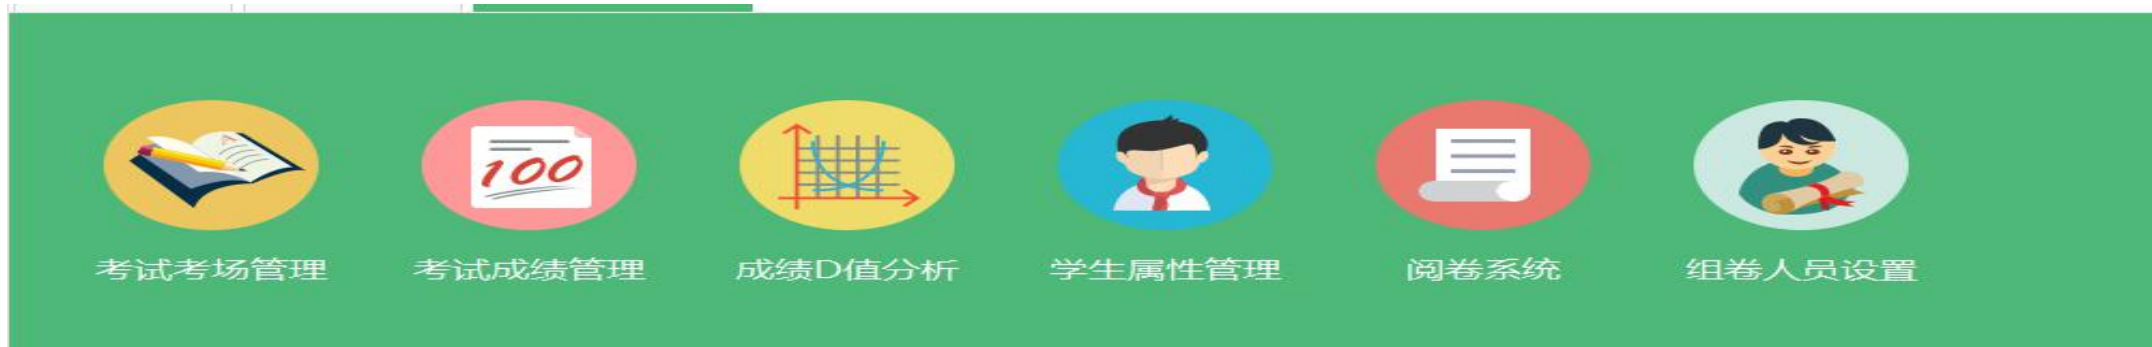 100
考试考场管理
考试成绩管理
成绩D值分析
学生属性管理
阅卷系统
组卷人员设置